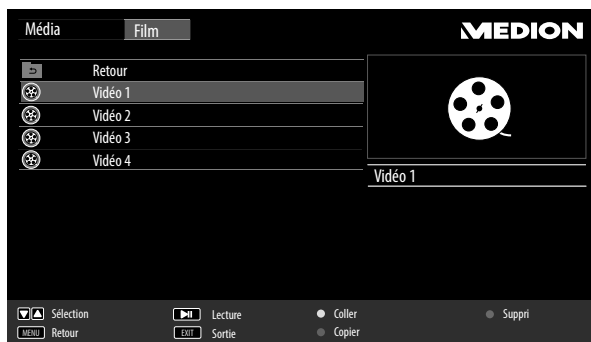 Média Film MEDION
Retour
Vidéo 1
Vidéo 2
Vidéo 3
Vidéo 4
Vidéo 1
Sélection Lecture Coller Suppri
MENU Retour EXIT Sortie Copier